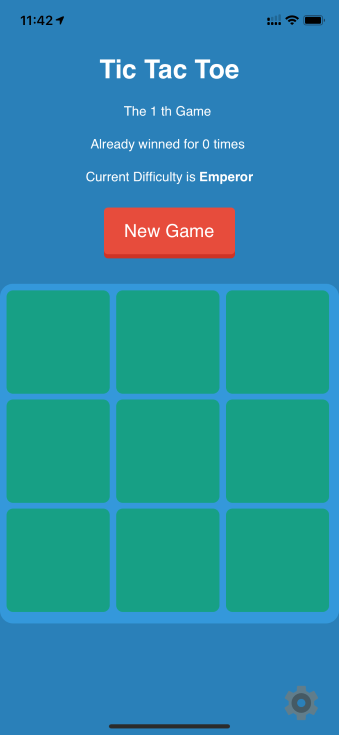 11:42
Tic Tac Toe
The 1 th Game
Already winned for 0 times
Current Difficulty is Emperor
New Game